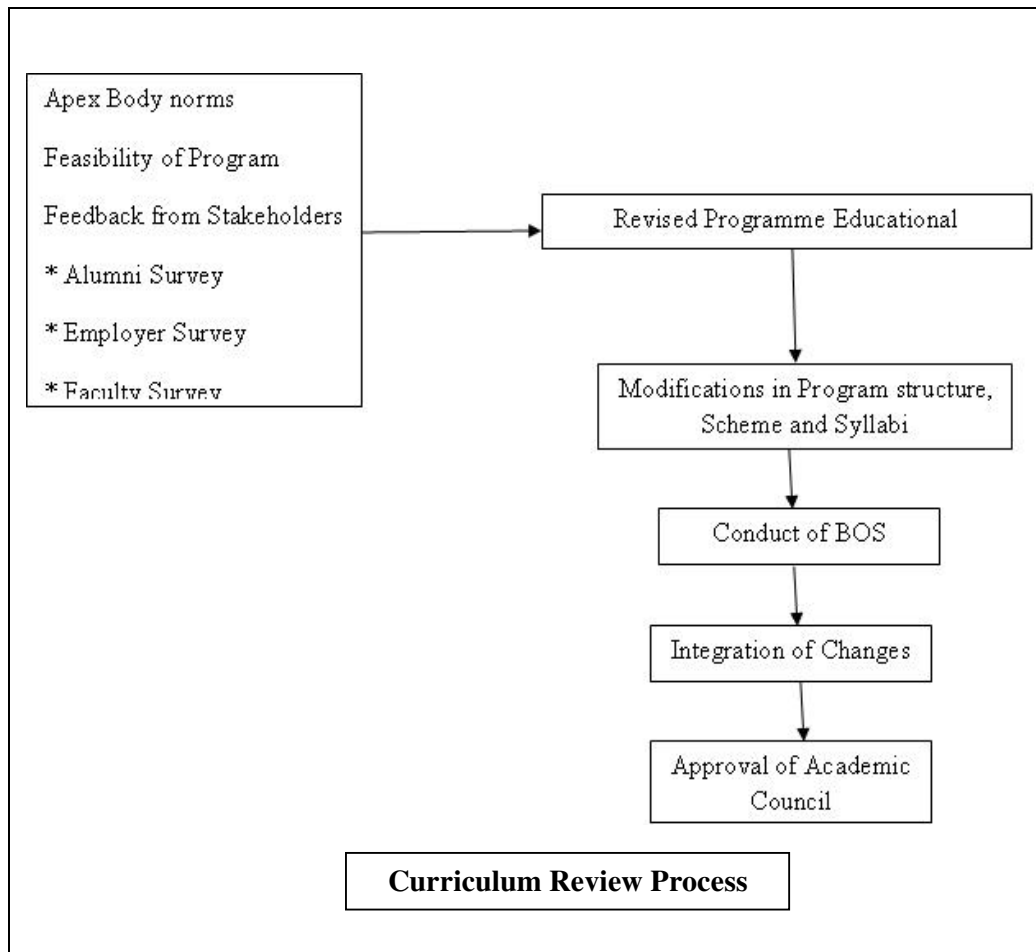 Apex Body norms
Feasibility of Program
Feedback from Stakeholders
* Alumni Survey
* Employer Survey
* Faculty Survey
Revised Programme Educational
Modifications in Program structure,
Scheme and Syllabi
Conduct of BOS
Integration of Changes
Approval of Academic
Council
Curriculum Review Process